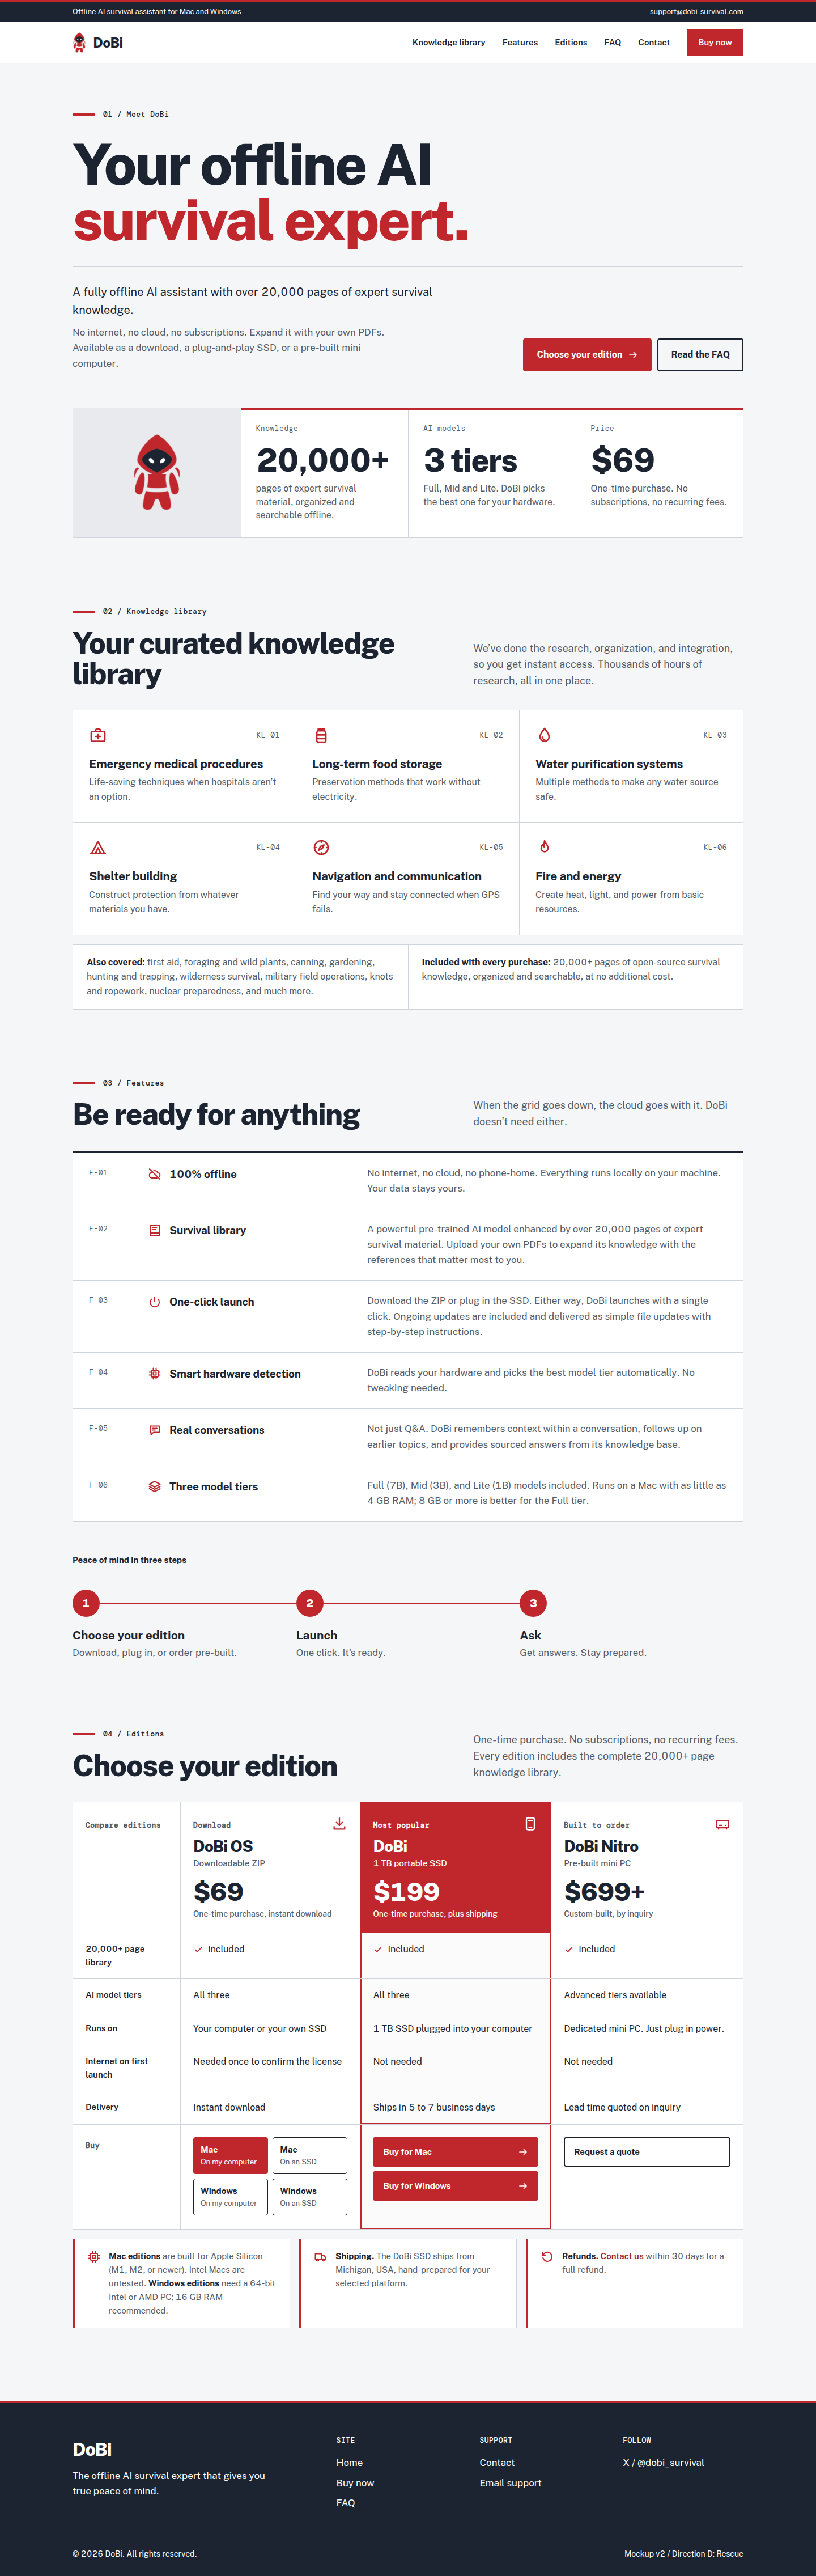 Offline AI survival assistant for Mac and Windows
support@dobi-survival.com
DoBi
Knowledge library
Features
Editions
FAQ
Contact
Buy now
01 / Meet DoBi
Your offline AI
survival expert.
A fully offline AI assistant with over 20,000 pages of expert survival
knowledge.
No internet, no cloud, no subscriptions. Expand it with your own PDFs.
Available as a download, a plug-and-play SSD, or a pre-built mini
computer.
Choose your edition →
Read the FAQ
Knowledge
20,000+
pages of expert survival
material, organized and
searchable offline.
AI models
3 tiers
Full, Mid and Lite. DoBi picks
the best one for your hardware.
Price
$69
One-time purchase. No
subscriptions, no recurring fees.
02 / Knowledge library
Your curated knowledge
library
We've done the research, organization, and integration,
so you get instant access. Thousands of hours of
research, all in one place.
KL-01
Emergency medical procedures
Life-saving techniques when hospitals aren't
an option.
KL-02
Long-term food storage
Preservation methods that work without
electricity.
KL-03
Water purification systems
Multiple methods to make any water source
safe.
KL-04
Shelter building
Construct protection from whatever
materials you have.
KL-05
Navigation and communication
Find your way and stay connected when GPS
fails.
KL-06
Fire and energy
Create heat, light, and power from basic
resources.
Also covered: first aid, foraging and wild plants, canning, gardening,
hunting and trapping, wilderness survival, military field operations, knots
and ropework, nuclear preparedness, and much more.
Included with every purchase: 20,000+ pages of open-source survival
knowledge, organized and searchable, at no additional cost.
03 / Features
Be ready for anything
When the grid goes down, the cloud goes with it. DoBi
doesn't need either.
F-01
100% offline
No internet, no cloud, no phone-home. Everything runs locally on your machine.
Your data stays yours.
F-02
Survival library
A powerful pre-trained AI model enhanced by over 20,000 pages of expert
survival material. Upload your own PDFs to expand its knowledge with the
references that matter most to you.
F-03
One-click launch
Download the ZIP or plug in the SSD. Either way, DoBi launches with a single
click. Ongoing updates are included and delivered as simple file updates with
step-by-step instructions.
F-04
Smart hardware detection
DoBi reads your hardware and picks the best model tier automatically. No
tweaking needed.
F-05
Real conversations
Not just Q&A. DoBi remembers context within a conversation, follows up on
earlier topics, and provides sourced answers from its knowledge base.
F-06
Three model tiers
Full (7B), Mid (3B), and Lite (1B) models included. Runs on a Mac with as little as
4 GB RAM; 8 GB or more is better for the Full tier.
Peace of mind in three steps
1
2
3
Choose your edition
Download, plug in, or order pre-built.
Launch
One click. It's ready.
Ask
Get answers. Stay prepared.
04 / Editions
Choose your edition
One-time purchase. No subscriptions, no recurring fees.
Every edition includes the complete 20,000+ page
knowledge library.
Compare editions
Download
DoBi OS
Downloadable ZIP
$69
One-time purchase, instant download
Most popular
DoBi
1 TB portable SSD
$199
One-time purchase, plus shipping
Built to order
DoBi Nitro
Pre-built mini PC
$699+
Custom-built, by inquiry
20,000+ page
library
Included
Included
Included
AI model tiers
All three
All three
Advanced tiers available
Runs on
Your computer or your own SSD
1 TB SSD plugged into your computer
Dedicated mini PC. Just plug in power.
Internet on first
launch
Needed once to confirm the license
Not needed
Not needed
Delivery
Instant download
Ships in 5 to 7 business days
Lead time quoted on inquiry
Buy
Mac
On my computer
Mac
On an SSD
Windows
On my computer
Windows
On an SSD
Buy for Mac →
Buy for Windows →
Request a quote
Mac editions are built for Apple Silicon
(M1, M2, or newer). Intel Macs are
untested. Windows editions need a 64-bit
Intel or AMD PC; 16 GB RAM
recommended.
Shipping. The DoBi SSD ships from
Michigan, USA, hand-prepared for your
selected platform.
Refunds. Contact us within 30 days for a
full refund.
DoBi
The offline AI survival expert that gives you
true peace of mind.
SITE
Home
Buy now
FAQ
SUPPORT
Contact
Email support
FOLLOW
X / @dobi_survival
© 2026 DoBi. All rights reserved.
Mockup v2 / Direction D: Rescue